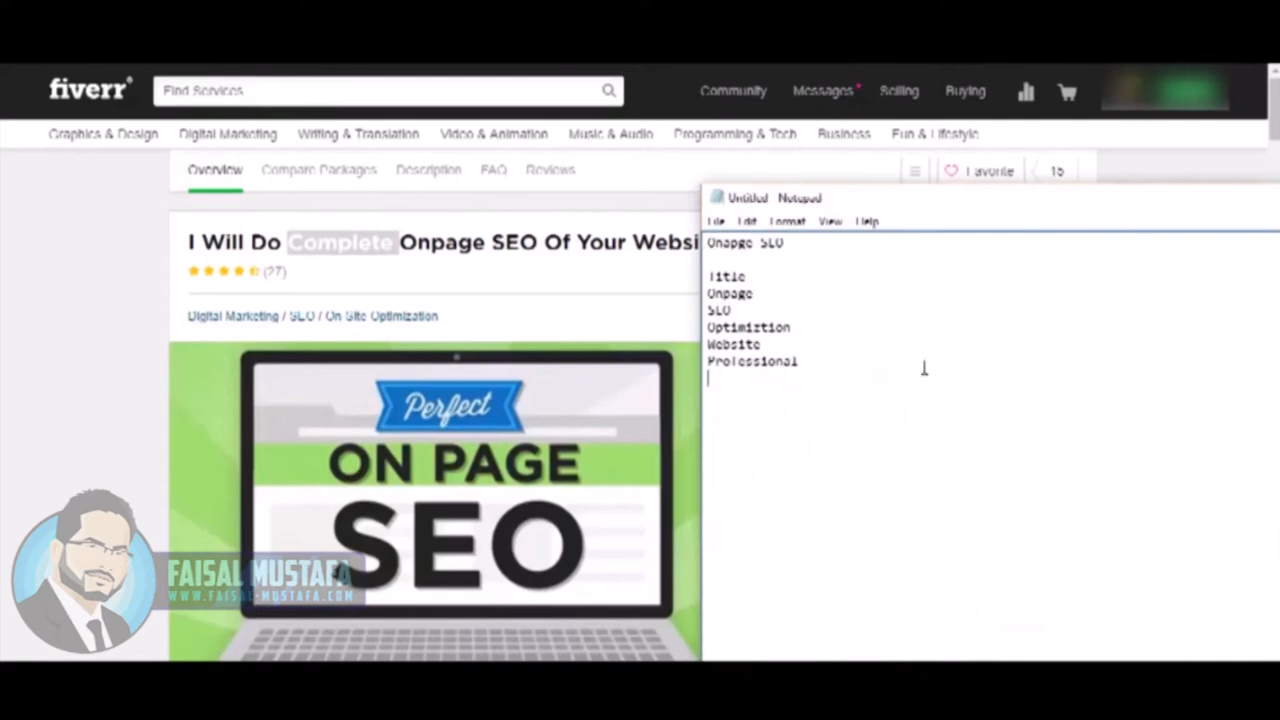 fiverr
Find Services
Community Messages Selling Buying
Graphics & Design Digital Marketing Writing & Translation Video & Animation Music & Audio Programming & Tech Business Fun & Lifestyle
Overview Compare Packages Description FAQ Reviews
Favorite 15
Untitled - Notepad
File Edit Format View Help
I Will Do Complete Onpage SEO Of Your Websi
(27)
Digital Marketing / SEO / On Site Optimization
Onapge SEO
Title
Onpage
SEO
Optimiztion
Website
Professional
Perfect
ON PAGE
SEO
FAISAL MUSTAFA
WWW.FAISAL-MUSTAFA.COM